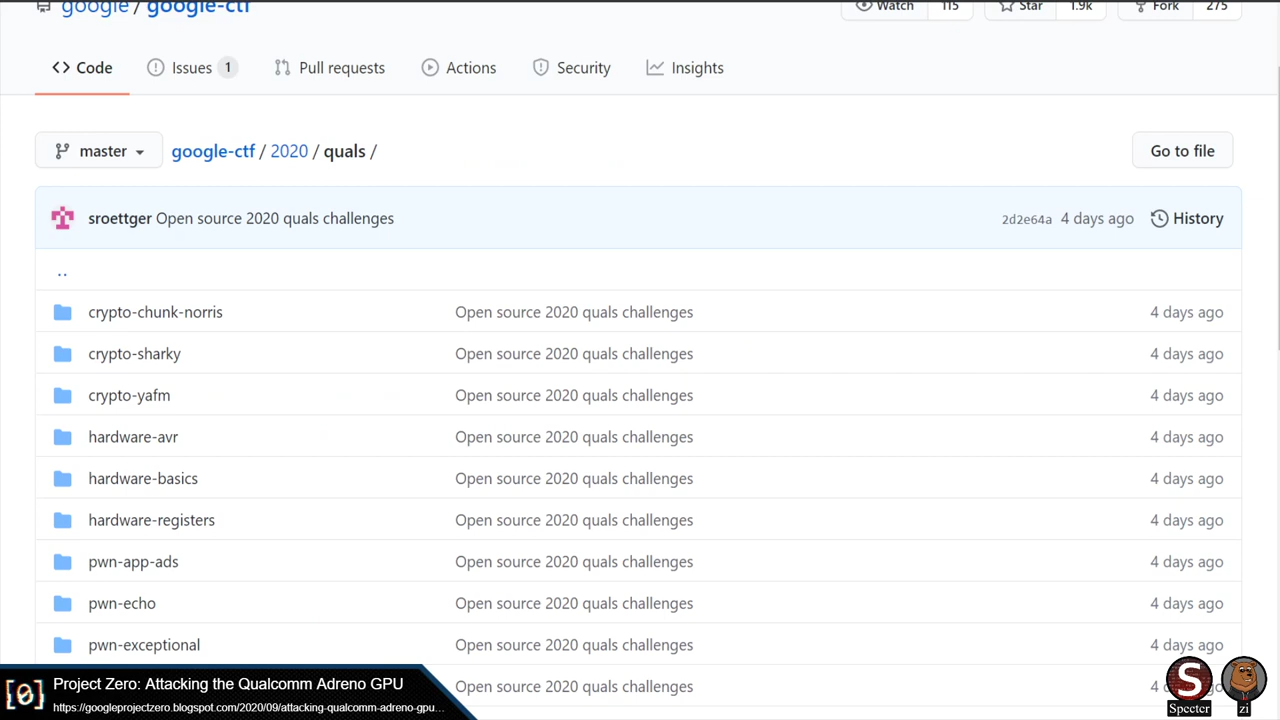 google / google-ctf
Watch 115 Star 1.9k Fork 275
Code Issues 1 Pull requests Actions Security Insights
master google-ctf / 2020 / quals / Go to file
sroettger Open source 2020 quals challenges 2d2e64a 4 days ago History
..
crypto-chunk-norris Open source 2020 quals challenges 4 days ago
crypto-sharky Open source 2020 quals challenges 4 days ago
crypto-yafm Open source 2020 quals challenges 4 days ago
hardware-avr Open source 2020 quals challenges 4 days ago
hardware-basics Open source 2020 quals challenges 4 days ago
hardware-registers Open source 2020 quals challenges 4 days ago
pwn-app-ads Open source 2020 quals challenges 4 days ago
pwn-echo Open source 2020 quals challenges 4 days ago
pwn-exceptional Open source 2020 quals challenges 4 days ago
Open source 2020 quals challenges
[0] Project Zero: Attacking the Qualcomm Adreno GPU
https://googleprojectzero.blogspot.com/2020/09/attacking-qualcomm-adreno-gpu...
S
Specter zi